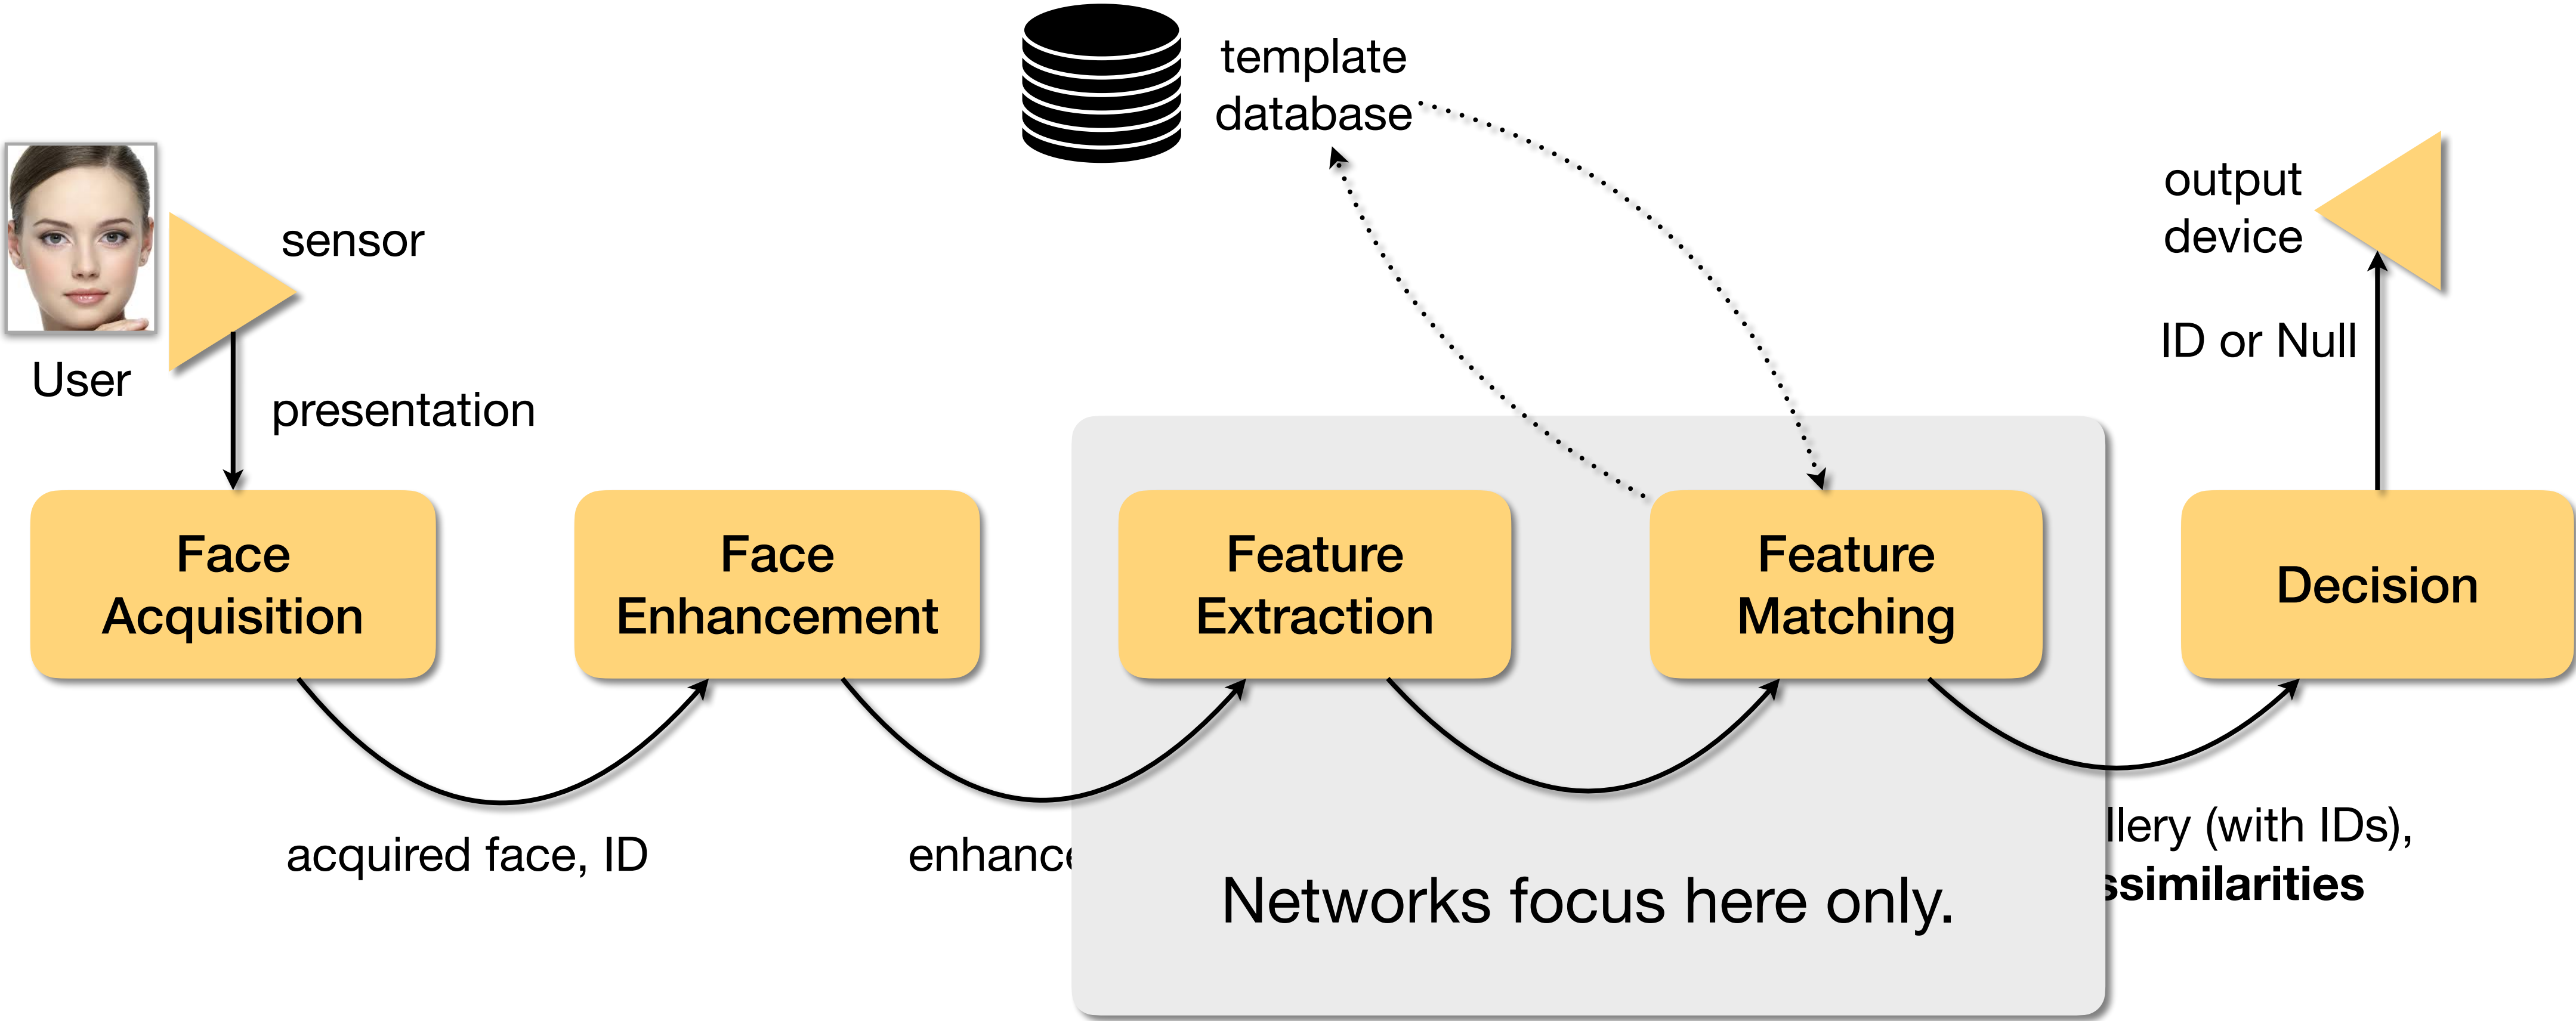 template
database
sensor
User
presentation
output
device
ID or Null
Face
Acquisition
Face
Enhancement
Feature
Extraction
Feature
Matching
Decision
acquired face, ID
enhance
llery (with IDs),
ssimilarities
Networks focus here only.